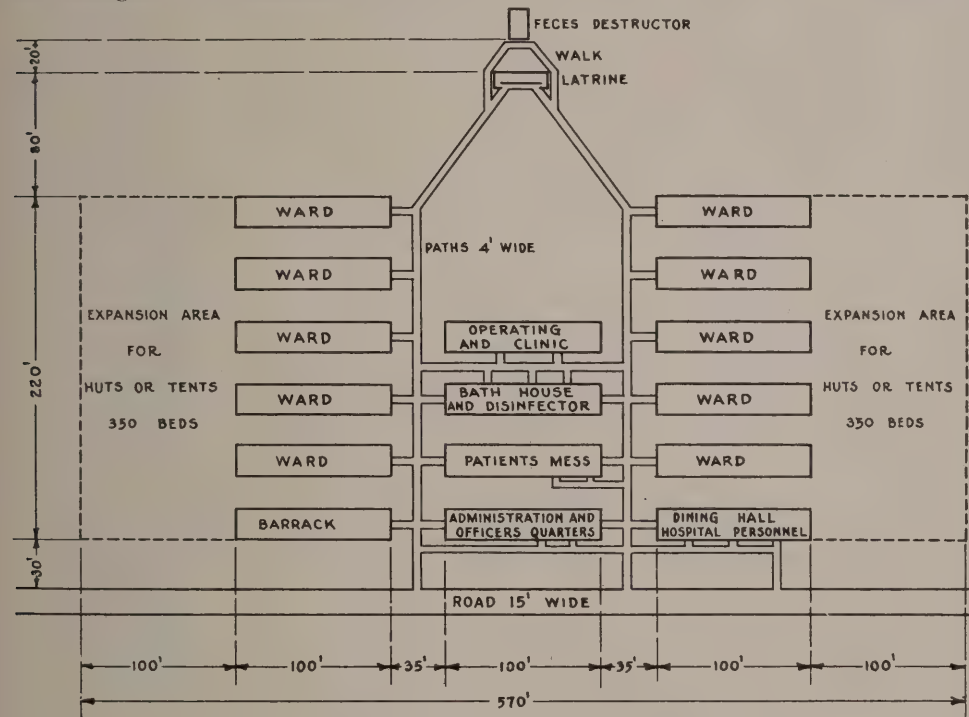 FECES DESTRUCTOR
WALK
LATRINE
20'
80'
WARD
WARD
PATHS 4' WIDE
WARD
WARD
EXPANSION AREA
FOR
HUTS OR TENTS
350 BEDS
WARD
OPERATING
AND CLINIC
WARD
EXPANSION AREA
FOR
HUTS OR TENTS
350 BEDS
220'
WARD
BATH HOUSE
AND DISINFECTOR
WARD
WARD
PATIENTS MESS
WARD
BARRACK
ADMINISTRATION AND
OFFICERS QUARTERS
DINING HALL
HOSPITAL PERSONNEL
30'
ROAD 15' WIDE
100'
100'
35'
100'
35'
100'
100'
570'